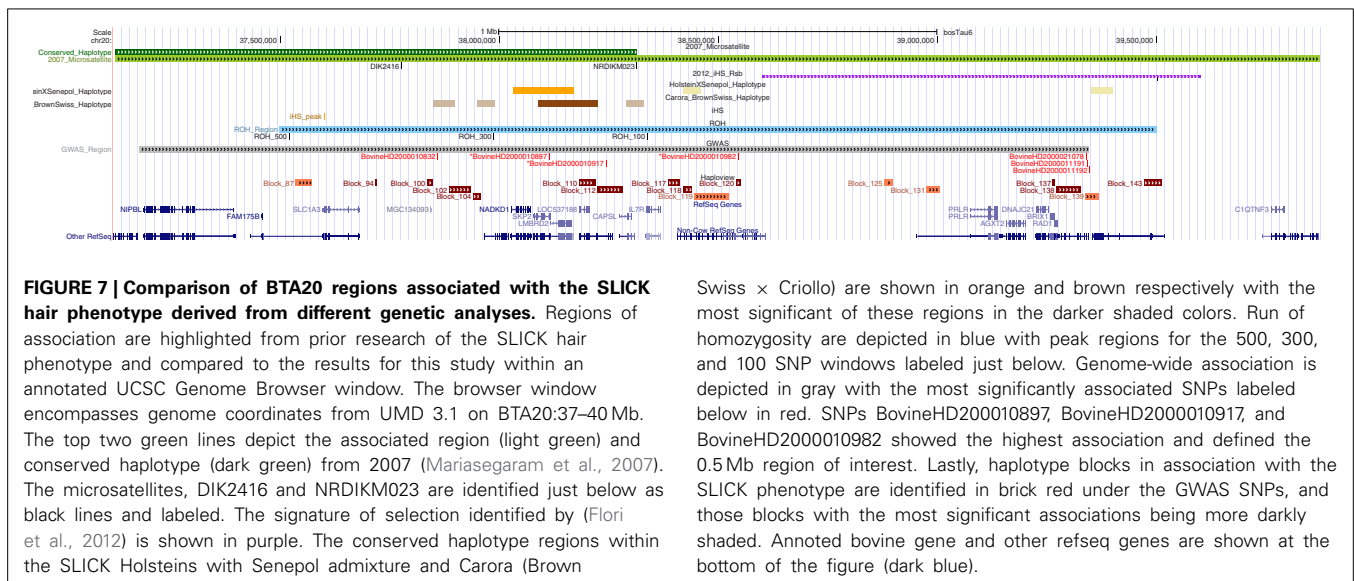 Scale 1 Mb bosTau6
chr20: 37,500,000 38,000,000 38,500,000 39,000,000 39,500,000
2007_Microsatellite
Conserved_Haplotype
2007_Microsatellite
DIK2416 NRDIKM023
2012_iHS_Rsb
HolsteinXSenepol_Haplotype
einXSenepol_Haplotype
Carora_BrownSwiss_Haplotype
BrownSwiss_Haplotype
iHS
iHS_peak
ROH
ROH_Region
ROH_500 ROH_300 ROH_100
GWAS
GWAS_Region
BovineHD2000010832 *BovineHD2000010897 *BovineHD2000010982 BovineHD2000021078
*BovineHD2000010917 BovineHD2000011191
BovineHD2000011192
Haploview
Block_87 Block_94 Block_100 Block_110 Block_117 Block_120 Block_125 Block_137 Block_143
Block_102 Block_112 Block_118 Block_131 Block_138
Block_104 Block_119 Block_139
RefSeq Genes
NIPBL SLC1A3 MGC134093 NADKD1 LOC537188 IL7R PRLR DNAJC21 C1QTNF3
FAM175B SKP2 CAPSL PRLR BRIX1
LMBRD2 AGXT2 RAD1
Non-Cow RefSeq Genes
Other RefSeq
FIGURE 7 | Comparison of BTA20 regions associated with the SLICK
hair phenotype derived from different genetic analyses. Regions of
association are highlighted from prior research of the SLICK hair
phenotype and compared to the results for this study within an
annotated UCSC Genome Browser window. The browser window
encompasses genome coordinates from UMD 3.1 on BTA20:37–40 Mb.
The top two green lines depict the associated region (light green) and
conserved haplotype (dark green) from 2007 (Mariasegaram et al., 2007).
The microsatellites, DIK2416 and NRDIKM023 are identified just below as
black lines and labeled. The signature of selection identified by (Flori
et al., 2012) is shown in purple. The conserved haplotype regions within
the SLICK Holsteins with Senepol admixture and Carora (Brown
Swiss × Criollo) are shown in orange and brown respectively with the
most significant of these regions in the darker shaded colors. Run of
homozygosity are depicted in blue with peak regions for the 500, 300,
and 100 SNP windows labeled just below. Genome-wide association is
depicted in gray with the most significantly associated SNPs labeled
below in red. SNPs BovineHD200010897, BovineHD2000010917, and
BovineHD2000010982 showed the highest association and defined the
0.5 Mb region of interest. Lastly, haplotype blocks in association with the
SLICK phenotype are identified in brick red under the GWAS SNPs, and
those blocks with the most significant associations being more darkly
shaded. Annoted bovine gene and other refseq genes are shown at the
bottom of the figure (dark blue).